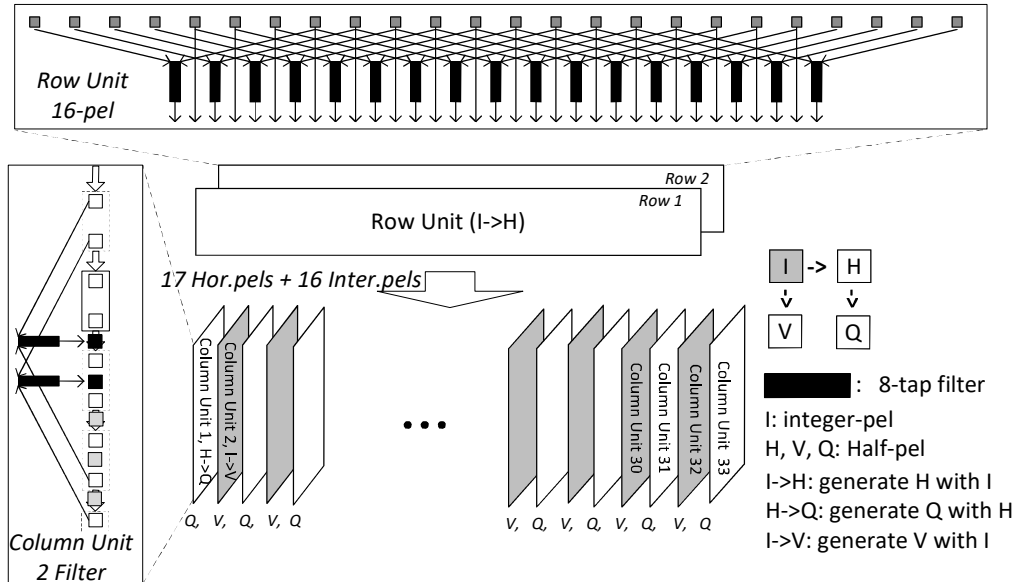 Row Unit
16-pel
Row 2
Row 1
Row Unit (I->H)
17 Hor.pels + 16 Inter.pels
I -> H
V Q
Column Unit 1, H->Q
Column Unit 2, I->V
Column Unit 30
Column Unit 31
Column Unit 32
Column Unit 33
Q, V, Q, V, Q
V, Q, V, Q, V, Q, V, Q
Column Unit
2 Filter
: 8-tap filter
I: integer-pel
H, V, Q: Half-pel
I->H: generate H with I
H->Q: generate Q with H
I->V: generate V with I